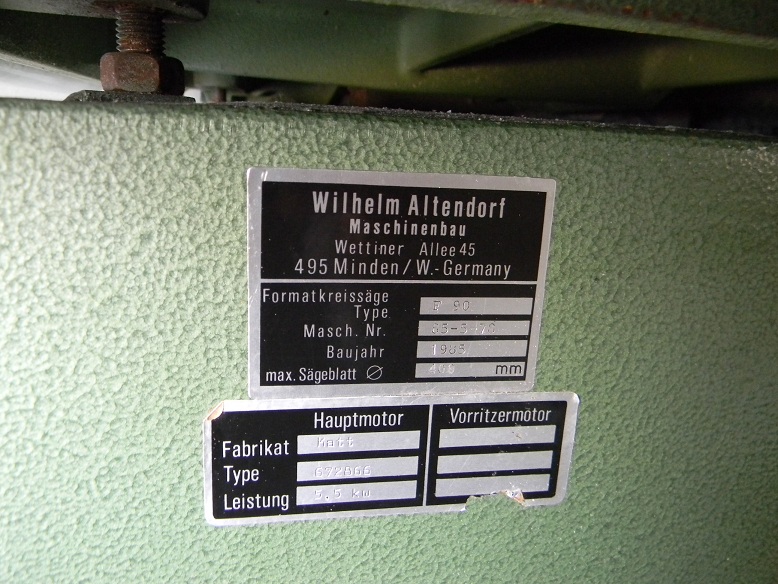 Wilhelm Altendorf
Maschinenbau
Wettiner Allee 45
495 Minden/W.-Germany
Formatkreissäge
Type F 90
Masch. Nr.
Baujahr
max. Sägeblatt ∅ mm
Hauptmotor
Fabrikat
Type
Leistung 5.5 kw
Vorritzermotor